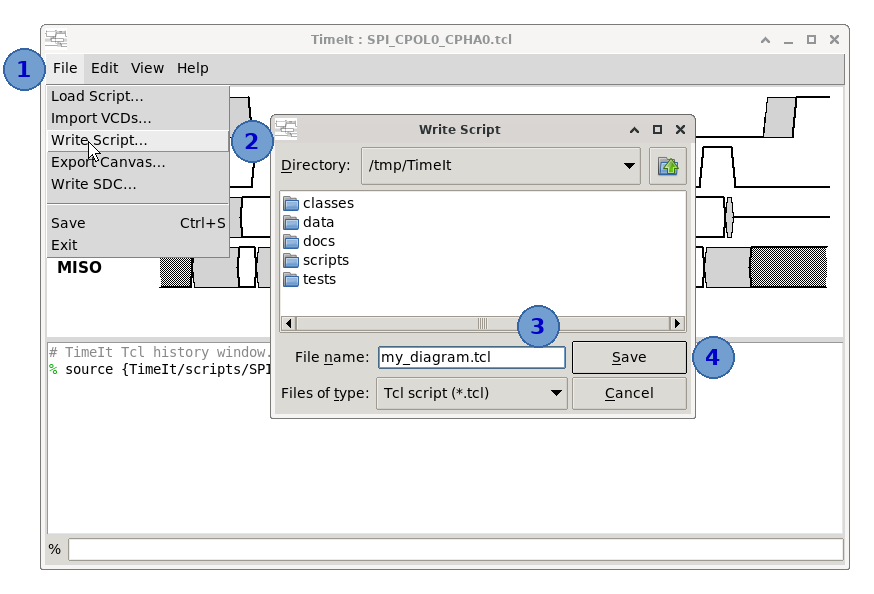 TimeIt : SPI_CPOL0_CPHA0.tcl
1
File Edit View Help
Load Script...
Import VCDs...
Write Script...
Export Canvas...
Write SDC...
Save Ctrl+S
Exit
MISO
2
Write Script
Directory: /tmp/TimeIt
classes
data
docs
scripts
tests
3
File name: my_diagram.tcl Save
4
Files of type: Tcl script (*.tcl) Cancel
# TimeIt Tcl history window.
% source {TimeIt/scripts/SPI
%